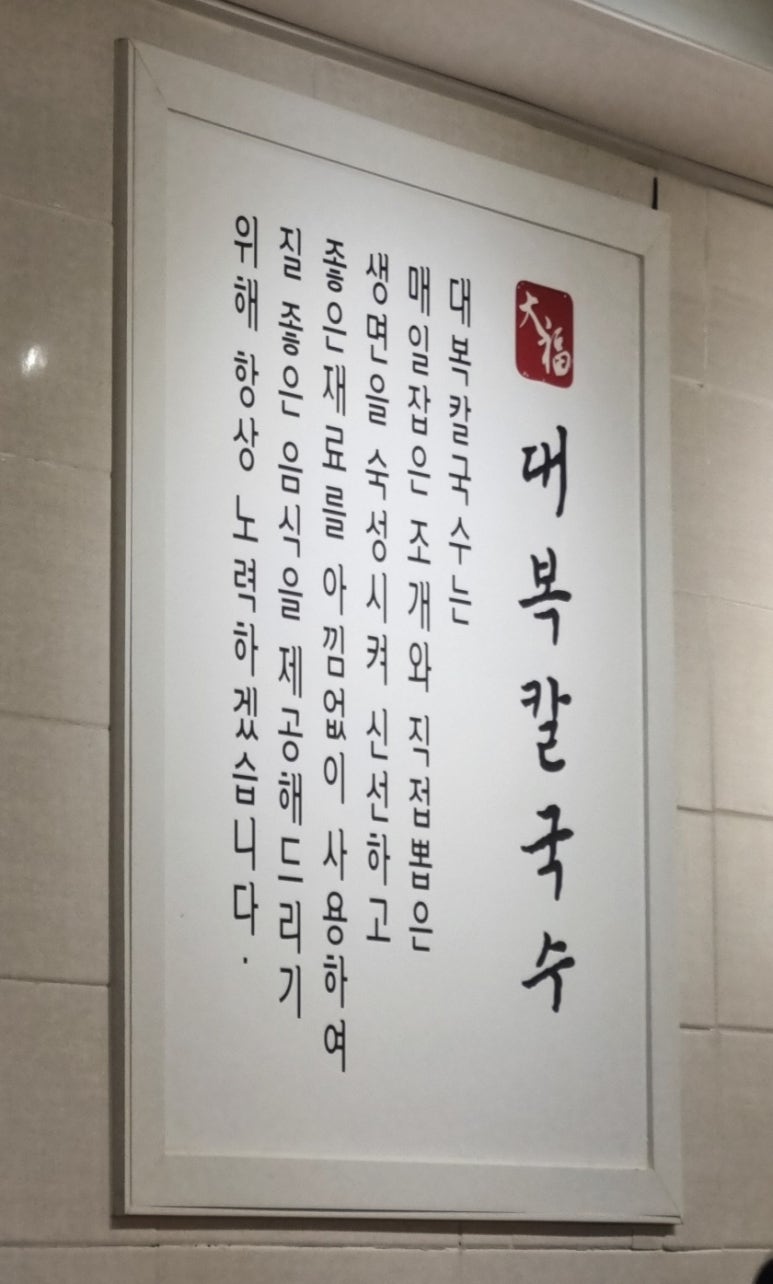 大福
대복칼국수
대복칼국수는
매일잡은 조개와 직접뽑은
생면을 숙성시켜 신선하고
좋은재료를 아낌없이 사용하여
질 좋은 음식을 제공해드리기
위해 항상 노력하겠습니다.